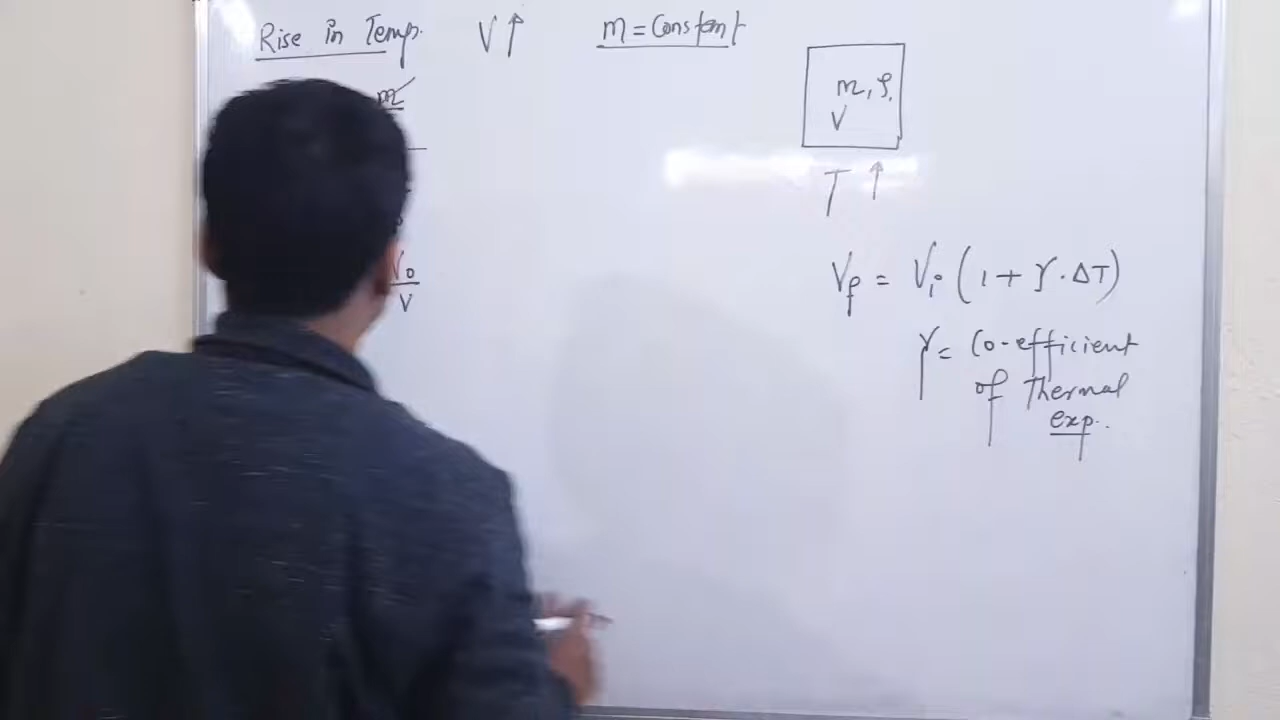 Rise in Temp. V↑ m = Constant
m
V₀
V
m, ρ.
V
T ↑
V_f = V_i (1 + γ·ΔT)
γ = Co-efficient
of Thermal
exp.